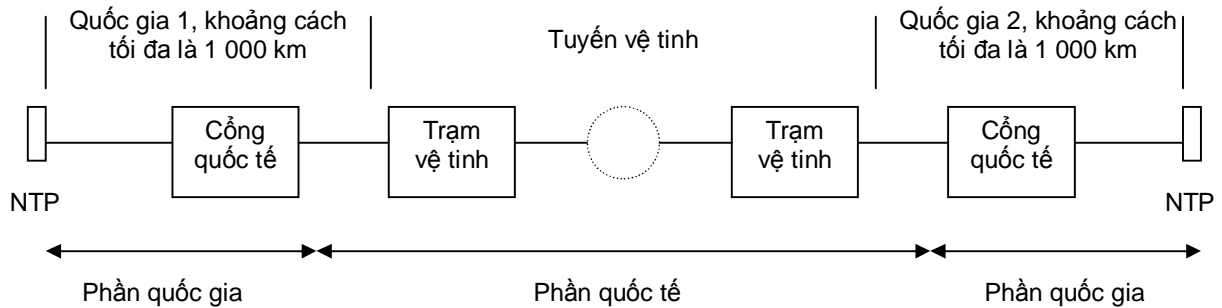 Quốc gia 1, khoảng cách
tối đa là 1 000 km
Tuyến vệ tinh
Quốc gia 2, khoảng cách
tối đa là 1 000 km
Cổng
quốc tế
Trạm
vệ tinh
Trạm
vệ tinh
Cổng
quốc tế
NTP
NTP
Phần quốc gia
Phần quốc tế
Phần quốc gia